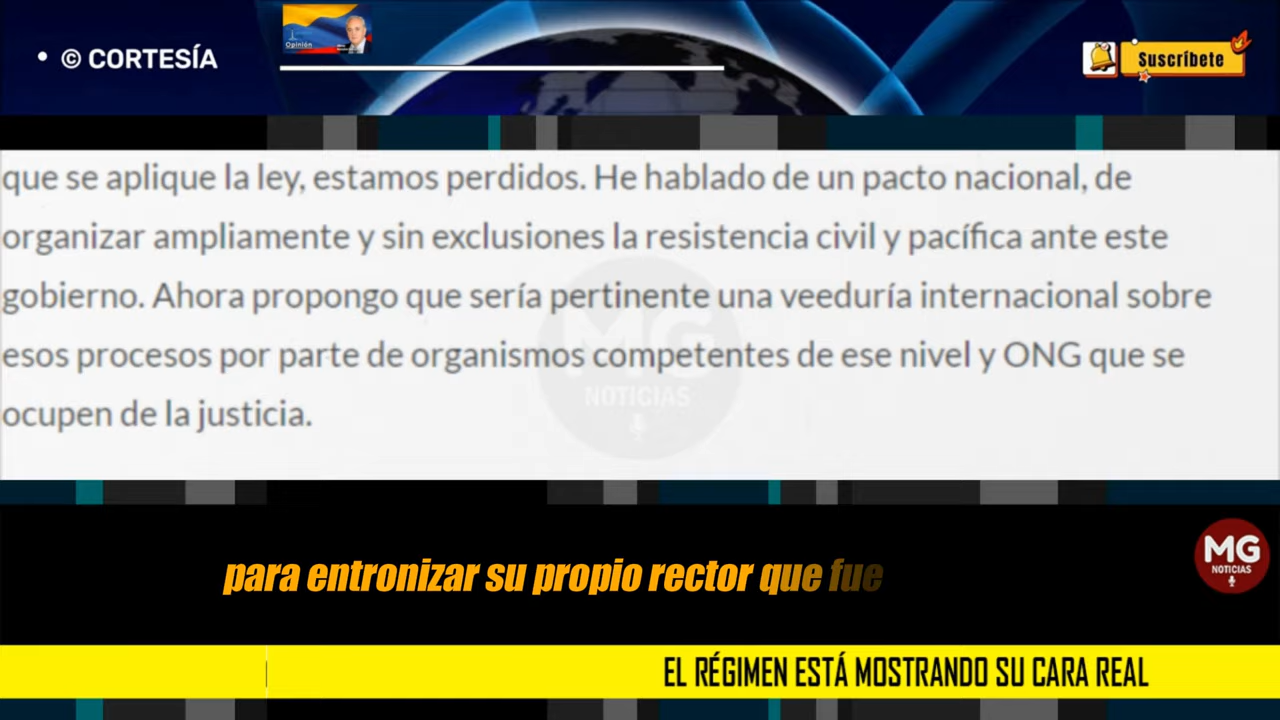 • © CORTESÍA
Opinión
Suscríbete
que se aplique la ley, estamos perdidos. He hablado de un pacto nacional, de
organizar ampliamente y sin exclusiones la resistencia civil y pacífica ante este
gobierno. Ahora propongo que sería pertinente una veeduría internacional sobre
esos procesos por parte de organismos competentes de ese nivel y ONG que se
ocupen de la justicia.
MG
NOTICIAS
para entronizar su propio rector que fue
MG
NOTICIAS
EL RÉGIMEN ESTÁ MOSTRANDO SU CARA REAL